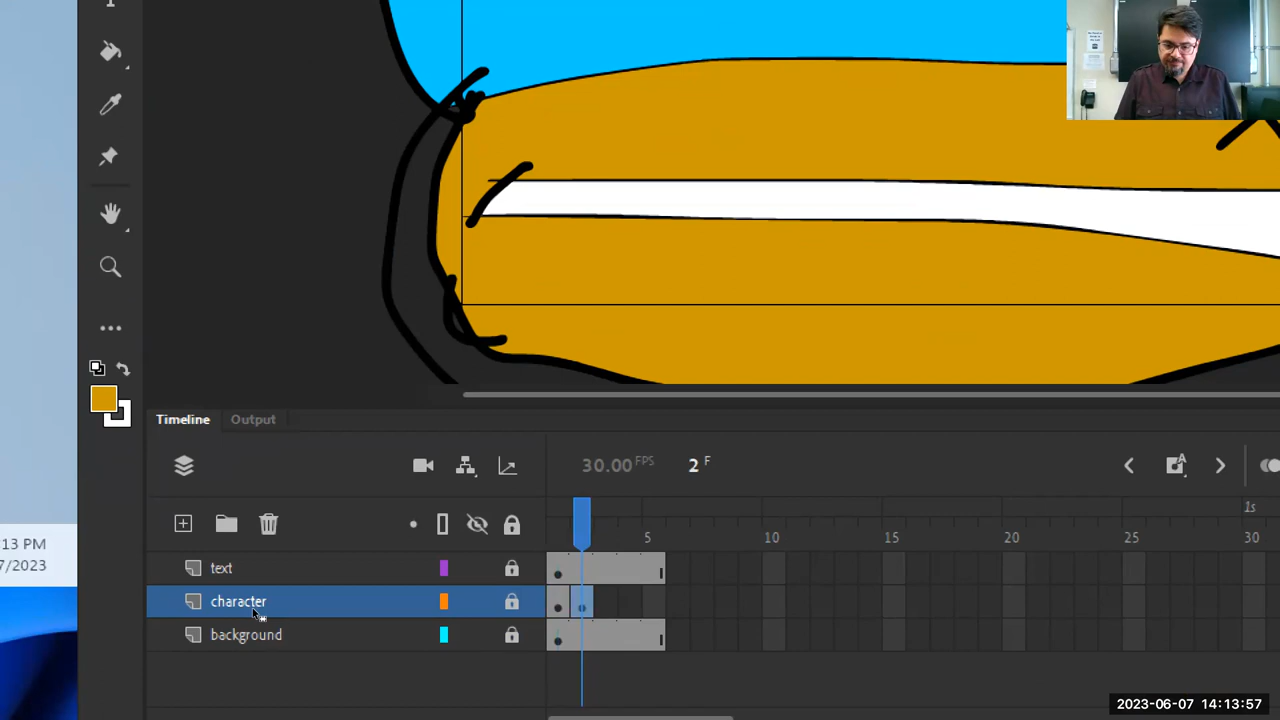 Timeline Output
30.00 FPS 2 F
1s
5 10 15 20 25 30
text
character
background
:13 PM
7/2023
2023-06-07 14:13:57